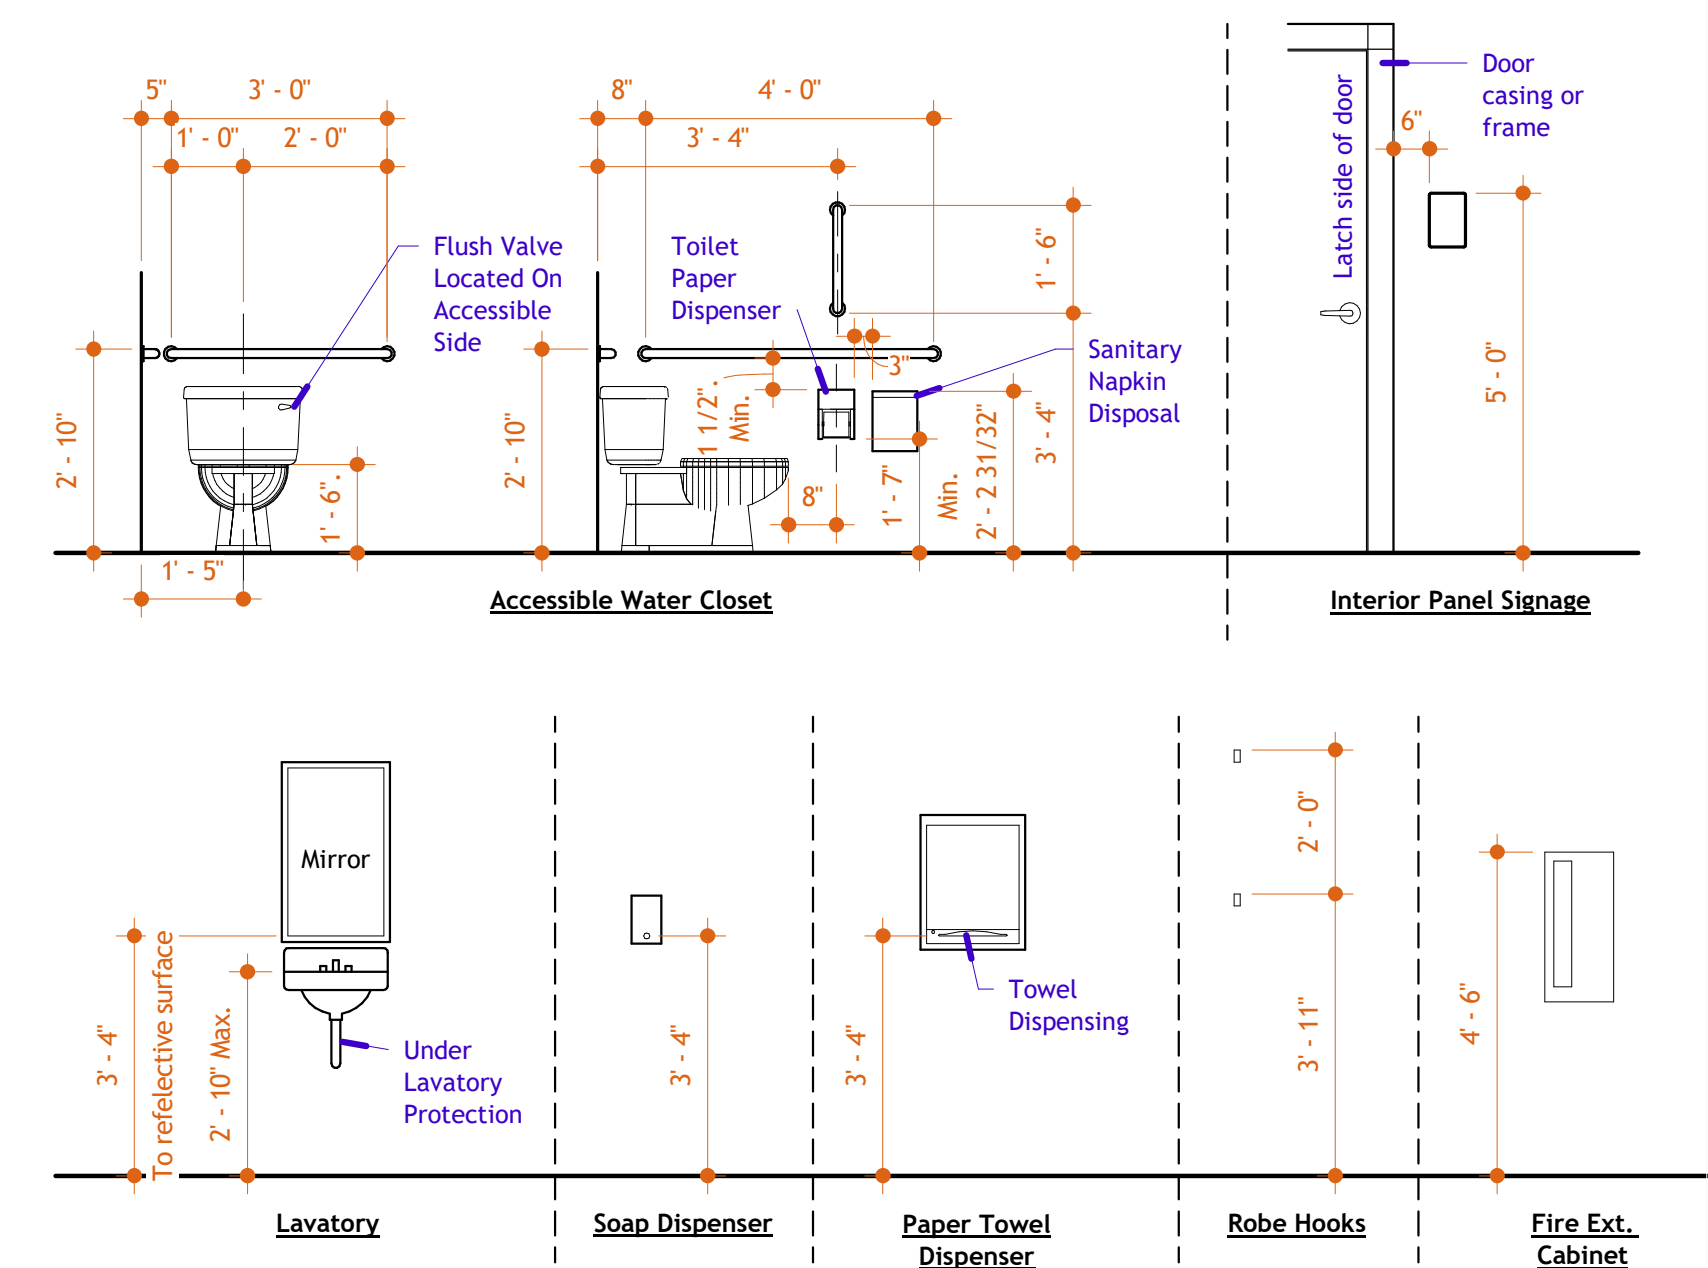 5"
3' - 0"
8"
4' - 0"
1' - 0"
2' - 0"
3' - 4"
Flush Valve
Located On
Accessible
Side
Toilet
Paper
Dispenser
1' - 6"
3"
Sanitary
Napkin
Disposal
2' - 10"
1' - 6".
2' - 10"
1 1/2".
Min.
8"
1' - 7"
Min.
2' - 2 31/32"
3' - 4"
1' - 5"
Accessible Water Closet
Latch side of door
Door
casing or
frame
6"
5' - 0"
Interior Panel Signage
Mirror
3' - 4"
To refelective surface
2' - 10" Max.
Under
Lavatory
Protection
Lavatory
3' - 4"
Soap Dispenser
3' - 4"
Towel
Dispensing
Paper Towel
Dispenser
2' - 0"
3' - 11"
Robe Hooks
4' - 6"
Fire Ext.
Cabinet